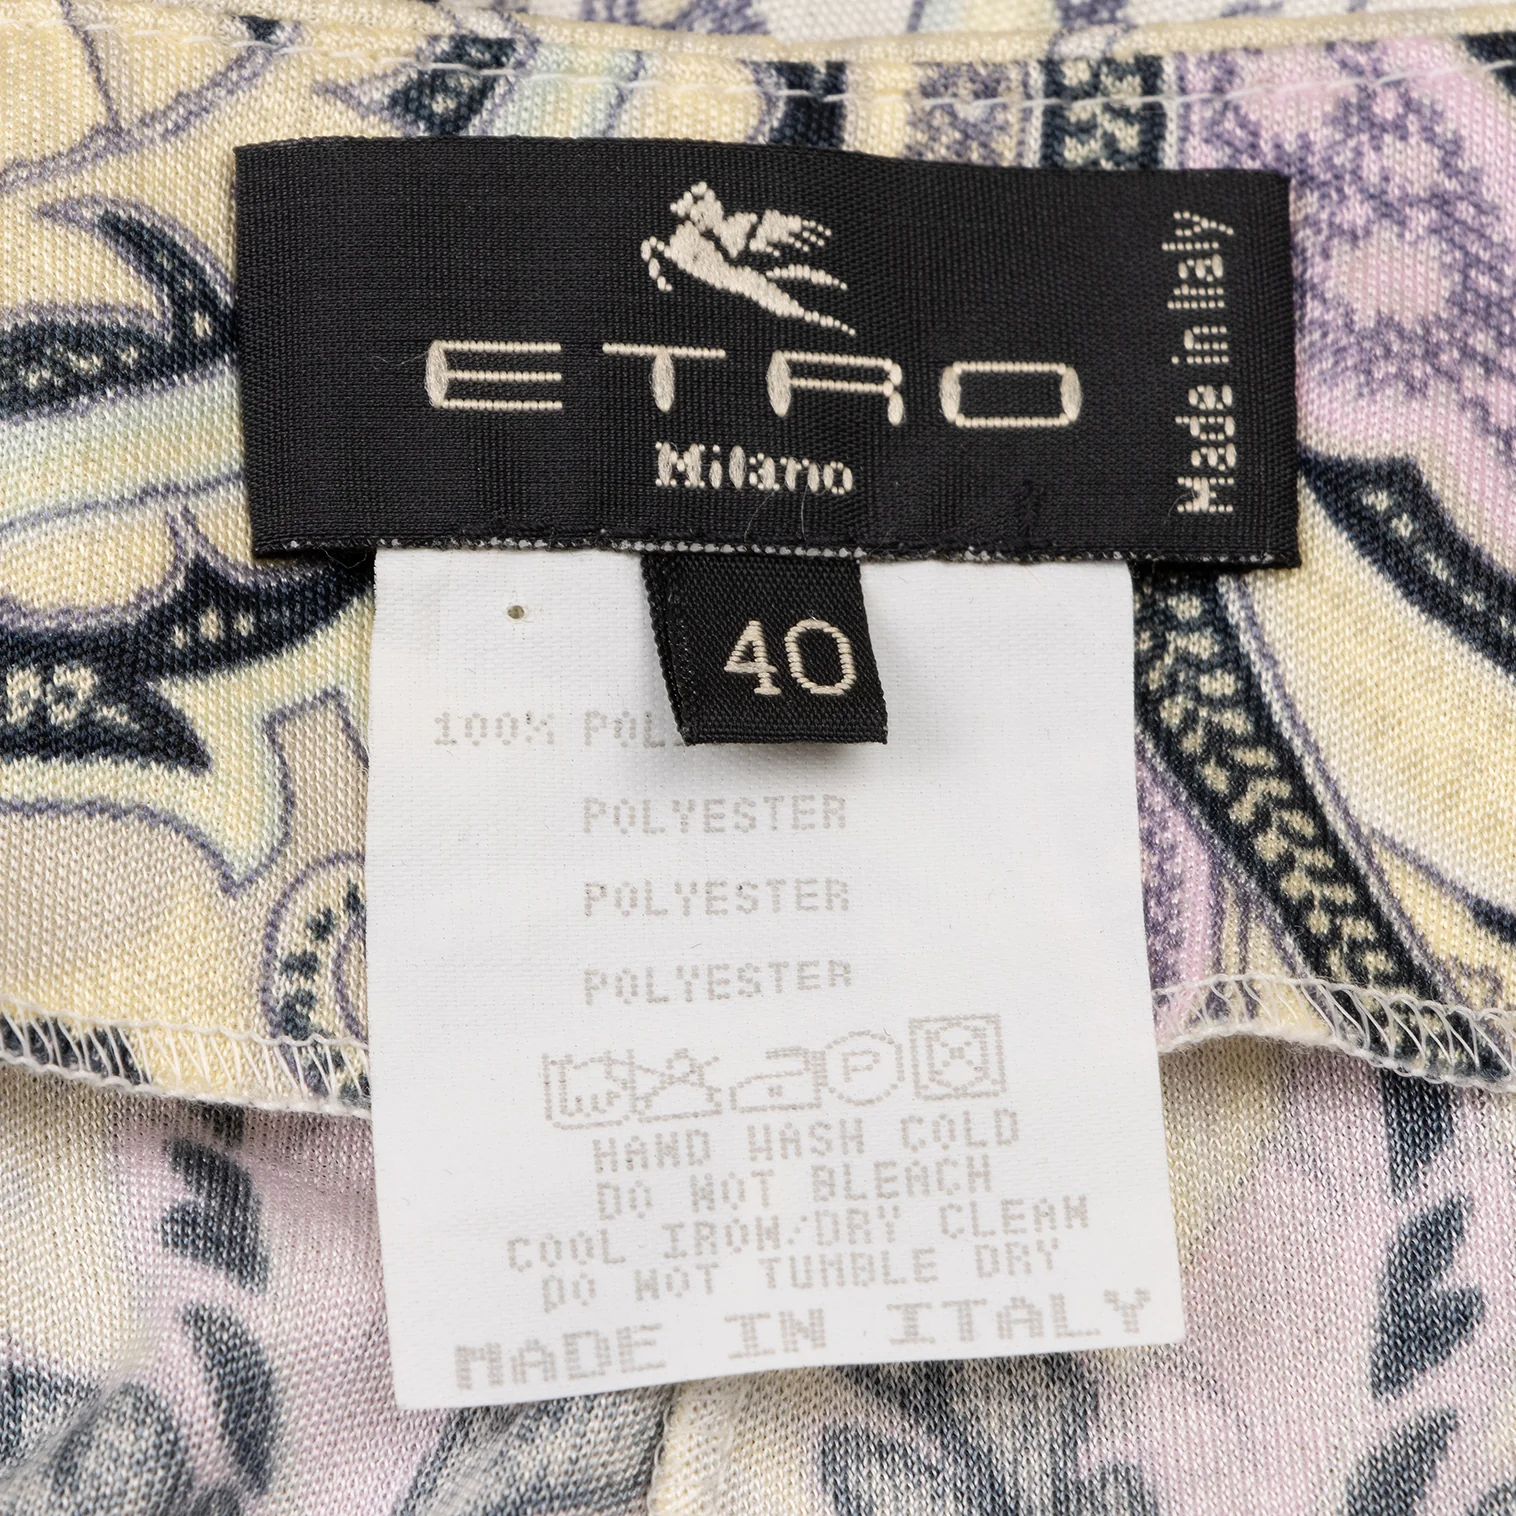 ETRO
Milano
Made in Italy
40
100% POL
POLYESTER
POLYESTER
POLYESTER
P
HAND WASH COLD
DO NOT BLEACH
COOL IRON/DRY CLEAN
DO NOT TUMBLE DRY
MADE IN ITALY